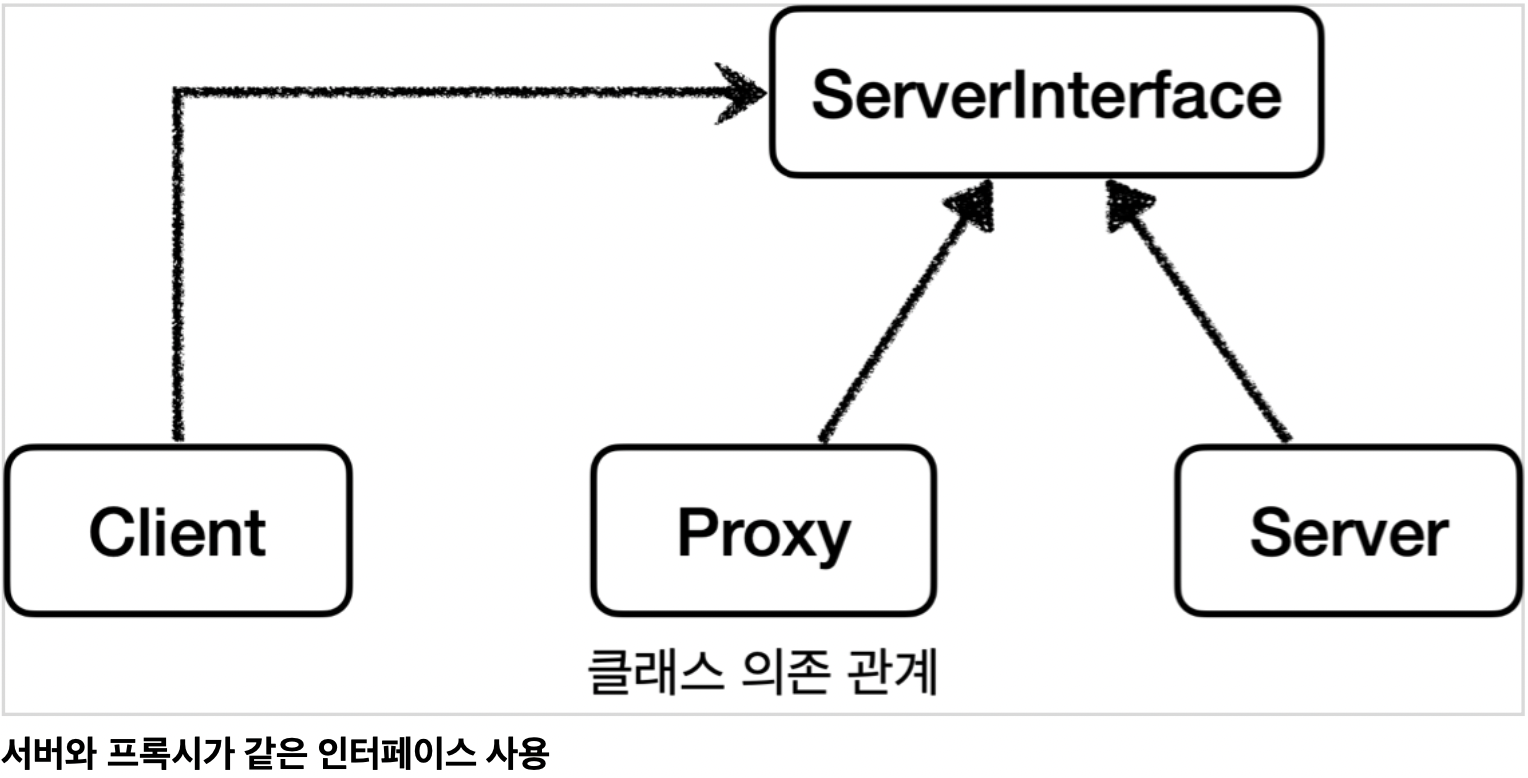 ServerInterface
Client
Proxy
Server
클래스 의존 관계
서버와 프록시가 같은 인터페이스 사용